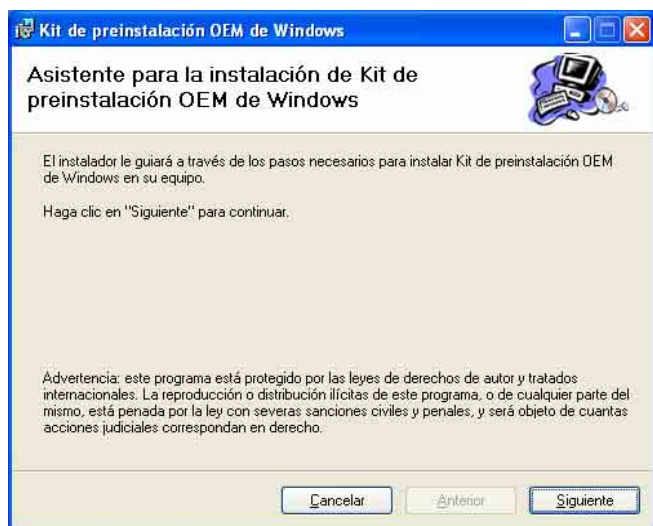 Kit de preinstalación OEM de Windows
Asistente para la instalación de Kit de
preinstalación OEM de Windows
El instalador le guiará a través de los pasos necesarios para instalar Kit de preinstalación OEM
de Windows en su equipo.
Haga clic en "Siguiente" para continuar.
Advertencia: este programa está protegido por las leyes de derechos de autor y tratados
internacionales. La reproducción o distribución ilícitas de este programa, o de cualquier parte del
mismo, está penada por la ley con severas sanciones civiles y penales, y será objeto de cuantas
acciones judiciales correspondan en derecho.
Cancelar
Anterior
Siguiente